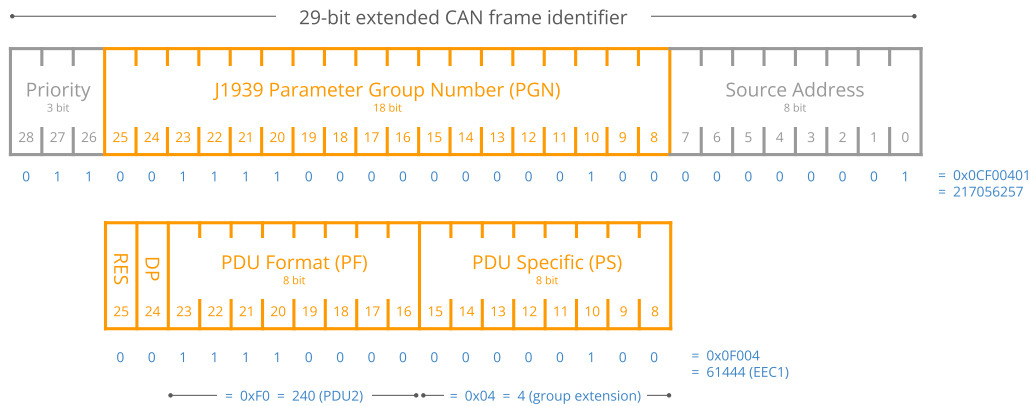 29-bit extended CAN frame identifier
Priority J1939 Parameter Group Number (PGN) Source Address
3 bit 18 bit 8 bit
28 27 26 25 24 23 22 21 20 19 18 17 16 15 14 13 12 11 10 9 8 7 6 5 4 3 2 1 0
0 1 1 0 0 1 1 1 1 0 0 0 0 0 0 0 0 0 1 0 0 0 0 0 0 0 0 0 1 = 0x0CF00401
= 217056257
RES DP PDU Format (PF) PDU Specific (PS)
8 bit 8 bit
25 24 23 22 21 20 19 18 17 16 15 14 13 12 11 10 9 8
0 0 1 1 1 1 0 0 0 0 0 0 0 0 0 1 0 0 = 0x0F004
= 61444 (EEC1)
= 0xF0 = 240 (PDU2) = 0x04 = 4 (group extension)